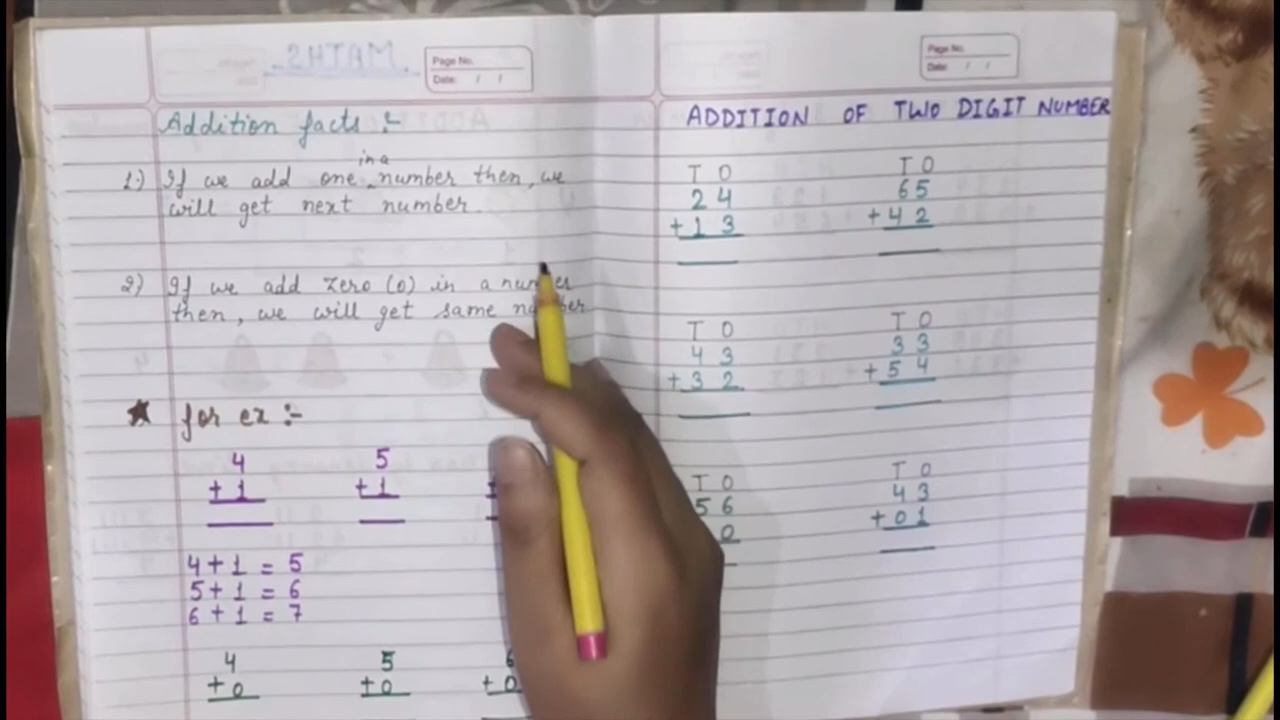 MATHS
Page No.
Date: / /
Addition facts :-
in a
1.) If we add one ^ number then, we
will get next number.
2) If we add zero (0) in a number
then, we will get same number
★ for ex :-
4 5
+ 1 + 1 +
4 + 1 = 5
5 + 1 = 6
6 + 1 = 7
4 5 6
+ 0 + 0 + 0
Page No.
Date: / /
ADDITION OF TWO DIGIT NUMBER
T O T O
2 4 6 5
+ 1 3 + 4 2
T O T O
4 3 3 3
+ 3 2 + 5 4
T O T O
5 6 4 3
0 + 0 1